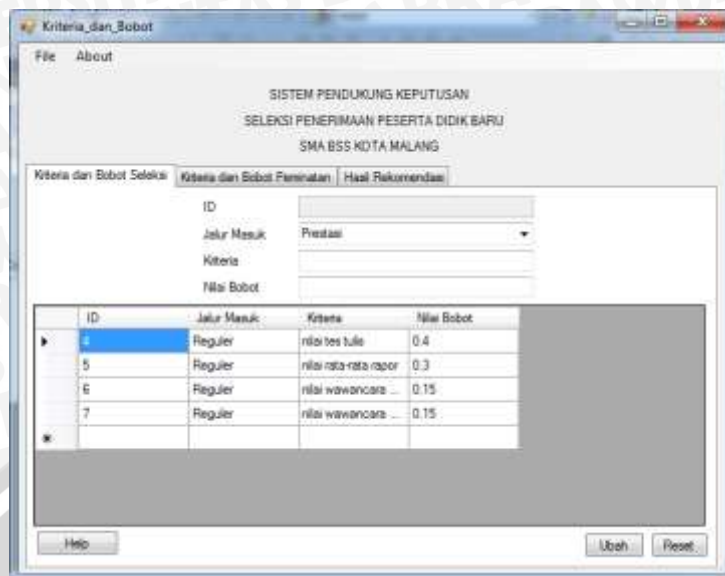 Kriteria_dan_Bobot
File About
SISTEM PENDUKUNG KEPUTUSAN
SELEKSI PENERIMAAN PESERTA DIDIK BARU
SMA BSS KOTA MALANG
Kriteria dan Bobot Seleksi Kriteria dan Bobot Peminatan Hasil Rekomendasi
ID
Jalur Masuk Prestasi
Kriteria
Nilai Bobot
ID Jalur Masuk Kriteria Nilai Bobot
4 Reguler nilai tes tulis 0.4
5 Reguler nilai rata-rata rapor 0.3
6 Reguler nilai wawancara ... 0.15
7 Reguler nilai wawancara ... 0.15
Help Ubah Reset